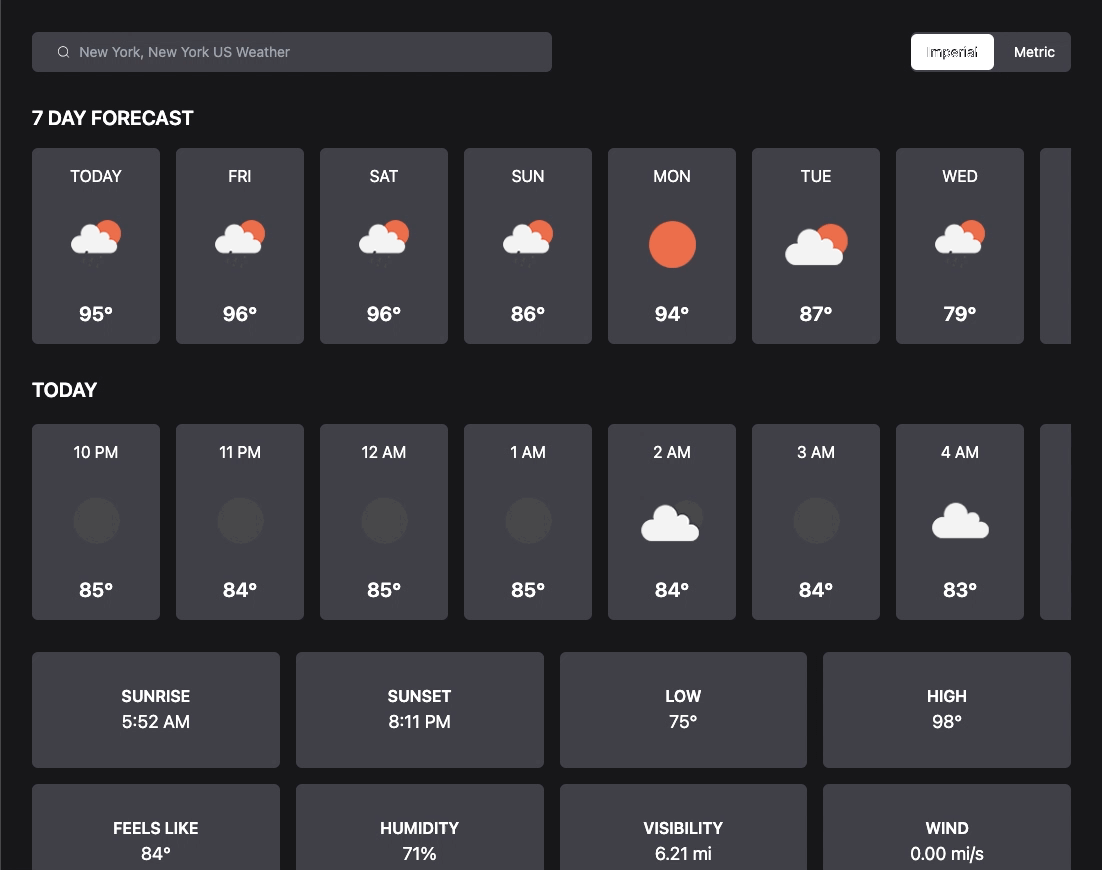 New York, New York US Weather
Imperial Metric
7 DAY FORECAST
TODAY FRI SAT SUN MON TUE WED
95° 96° 96° 86° 94° 87° 79°
TODAY
10 PM 11 PM 12 AM 1 AM 2 AM 3 AM 4 AM
85° 84° 85° 85° 84° 84° 83°
SUNRISE SUNSET LOW HIGH
5:52 AM 8:11 PM 75° 98°
FEELS LIKE HUMIDITY VISIBILITY WIND
84° 71% 6.21 mi 0.00 mi/s